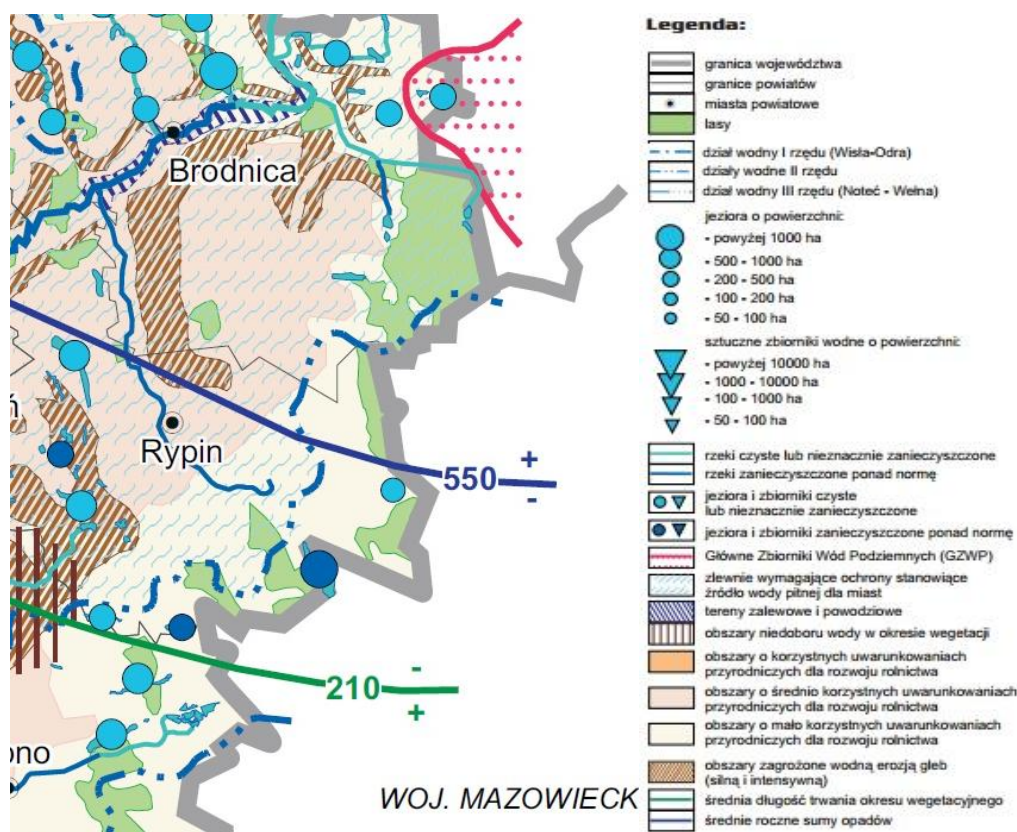 Brodnica
ń
Rypin
+
550
-
-
210
+
ono
WOJ. MAZOWIECK
Legenda:
granica województwa
granice powiatów
miasta powiatowe
lasy
dział wodny I rzędu (Wisła-Odra)
działy wodne II rzędu
dział wodny III rzędu (Noteć - Wełna)
jeziora o powierzchni:
- powyżej 1000 ha
- 500 - 1000 ha
- 200 - 500 ha
- 100 - 200 ha
- 50 - 100 ha
sztuczne zbiorniki wodne o powierzchni:
- powyżej 10000 ha
- 1000 - 10000 ha
- 100 - 1000 ha
- 50 - 100 ha
rzeki czyste lub nieznacznie zanieczyszczone
rzeki zanieczyszczone ponad normę
jeziora i zbiorniki czyste
lub nieznacznie zanieczyszczone
jeziora i zbiorniki zanieczyszczone ponad normę
Główne Zbiorniki Wód Podziemnych (GZWP)
zlewnie wymagające ochrony stanowiące
źródło wody pitnej dla miast
tereny zalewowe i powodziowe
obszary niedoboru wody w okresie wegetacji
obszary o korzystnych uwarunkowaniach
przyrodniczych dla rozwoju rolnictwa
obszary o średnio korzystnych uwarunkowaniach
przyrodniczych dla rozwoju rolnictwa
obszary o mało korzystnych uwarunkowaniach
przyrodniczych dla rozwoju rolnictwa
obszary zagrożone wodną erozją gleb
(silną i intensywną)
średnia długość trwania okresu wegetacyjnego
średnie roczne sumy opadów